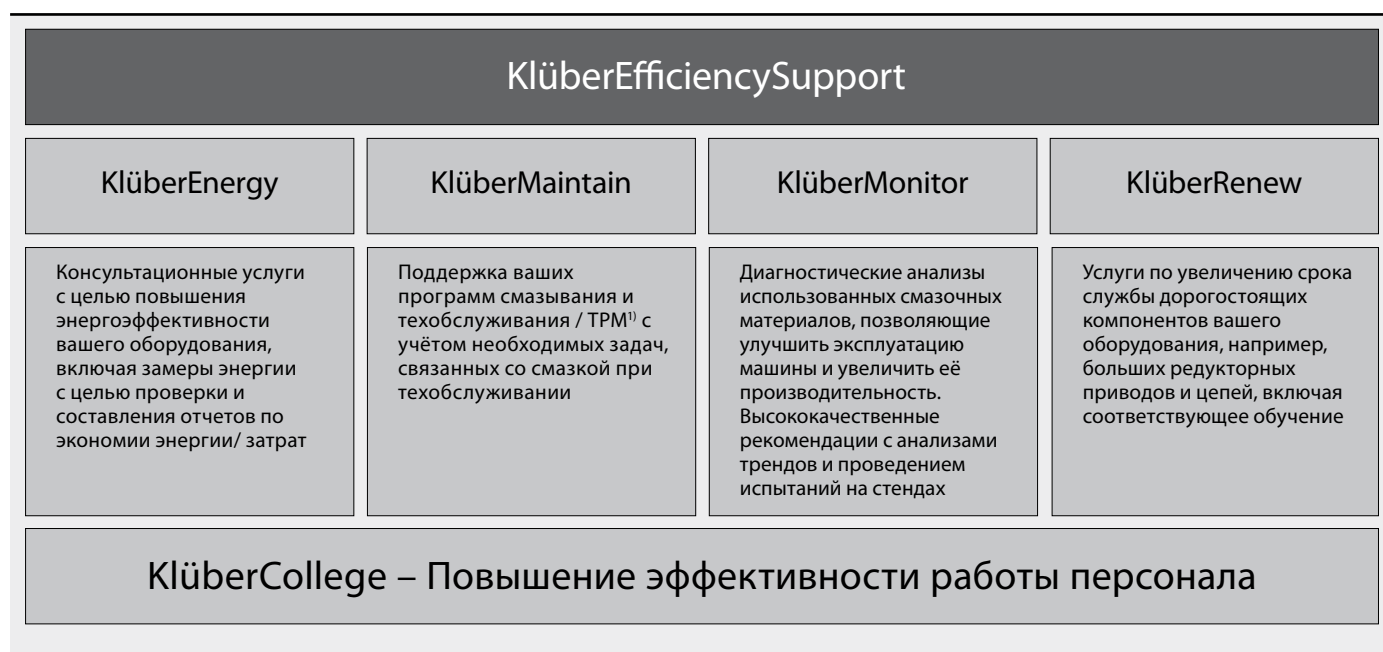 KlüberEfficiencySupport
KlüberEnergy
KlüberMaintain
KlüberMonitor
KlüberRenew
Консультационные услуги
с целью повышения
энергоэффективности
вашего оборудования,
включая замеры энергии
с целью проверки и
составления отчетов по
экономии энергии/ затрат
Поддержка ваших
программ смазывания и
техобслуживания / TPM¹⁾ с
учётом необходимых задач,
связанных со смазкой при
техобслуживании
Диагностические анализы
использованных смазочных
материалов, позволяющие
улучшить эксплуатацию
машины и увеличить её
производительность.
Высококачественные
рекомендации с анализами
трендов и проведением
испытаний на стендах
Услуги по увеличению срока
службы дорогостоящих
компонентов вашего
оборудования, например,
больших редукторных
приводов и цепей, включая
соответствующее обучение
KlüberCollege – Повышение эффективности работы персонала